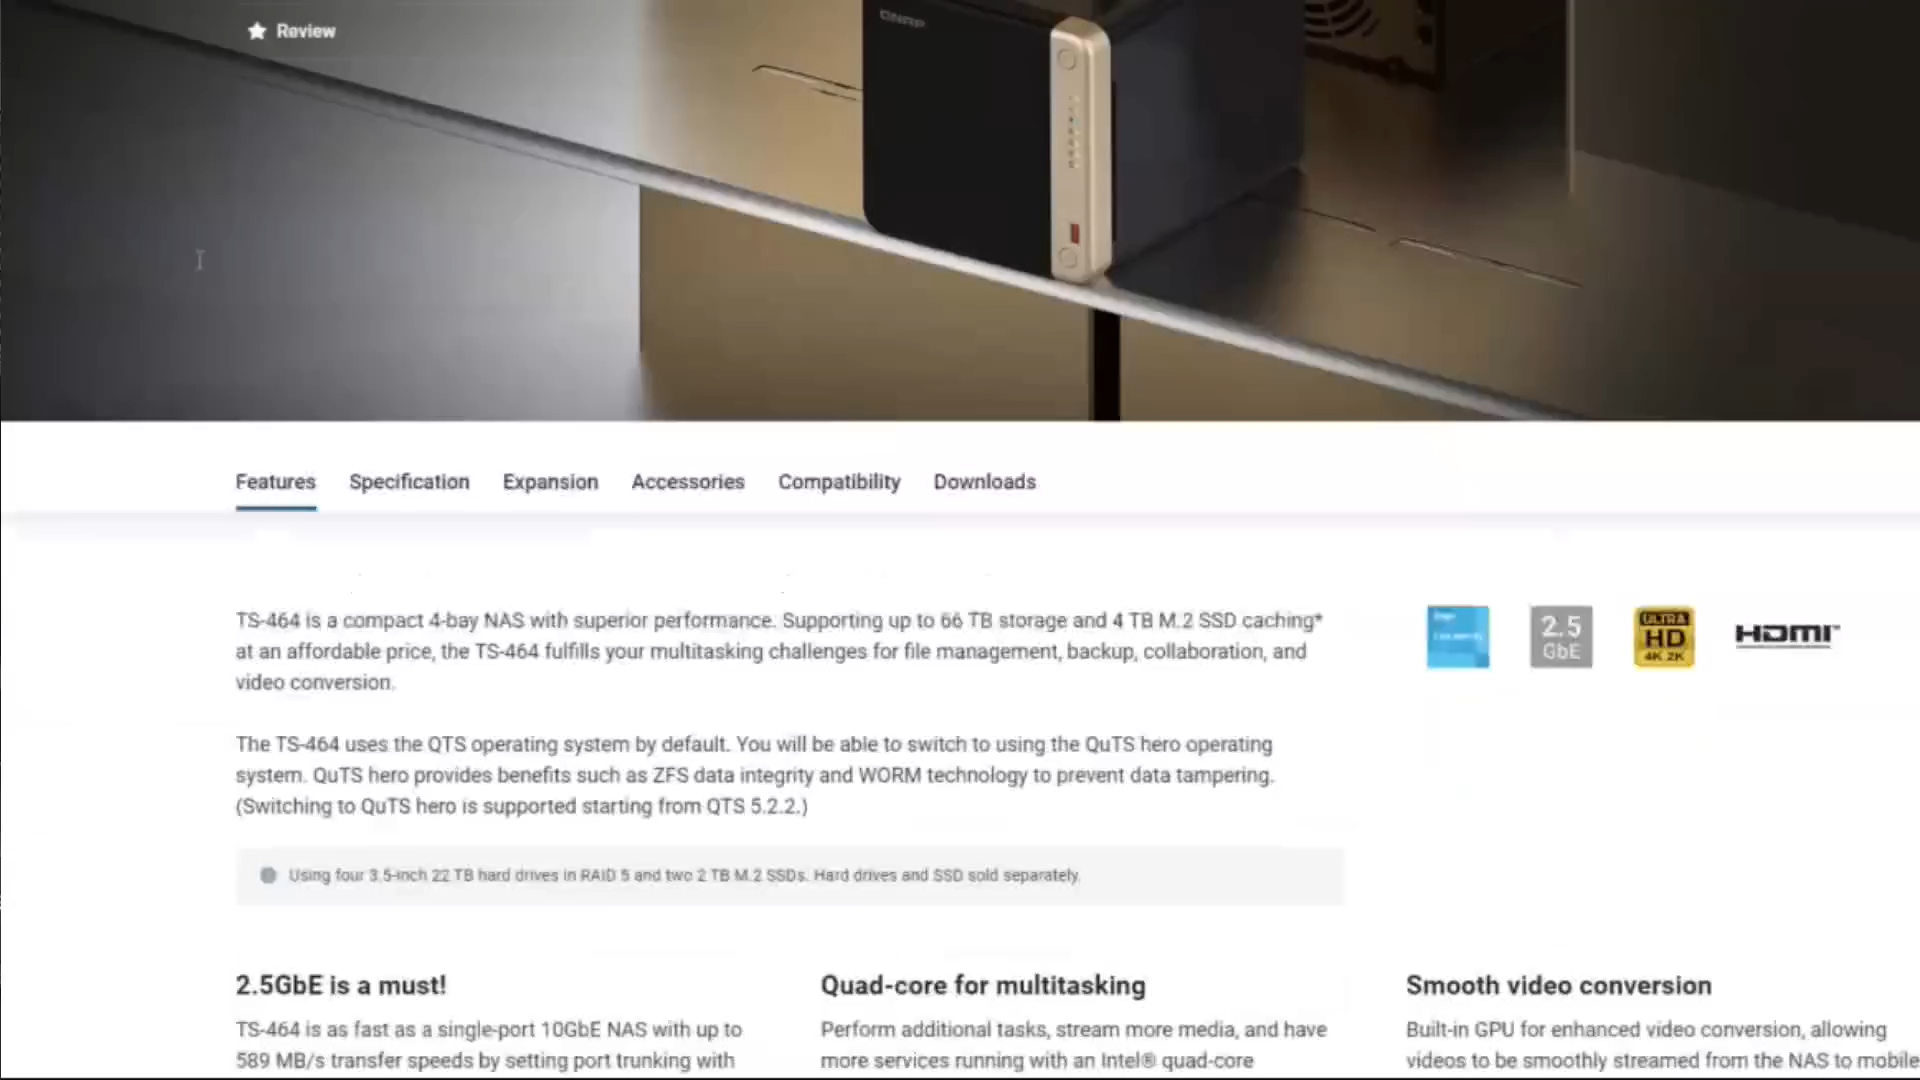 Review
QNAP
Features Specification Expansion Accessories Compatibility Downloads
TS-464 is a compact 4-bay NAS with superior performance. Supporting up to 66 TB storage and 4 TB M.2 SSD caching*
at an affordable price, the TS-464 fulfills your multitasking challenges for file management, backup, collaboration, and
video conversion.
2.5
GbE
ULTRA
HD
4K 2K
HDMI
The TS-464 uses the QTS operating system by default. You will be able to switch to using the QuTS hero operating
system. QuTS hero provides benefits such as ZFS data integrity and WORM technology to prevent data tampering.
(Switching to QuTS hero is supported starting from QTS 5.2.2.)
Using four 3.5-inch 22 TB hard drives in RAID 5 and two 2 TB M.2 SSDs. Hard drives and SSD sold separately.
2.5GbE is a must!
TS-464 is as fast as a single-port 10GbE NAS with up to
589 MB/s transfer speeds by setting port trunking with
Quad-core for multitasking
Perform additional tasks, stream more media, and have
more services running with an Intel® quad-core
Smooth video conversion
Built-in GPU for enhanced video conversion, allowing
videos to be smoothly streamed from the NAS to mobile